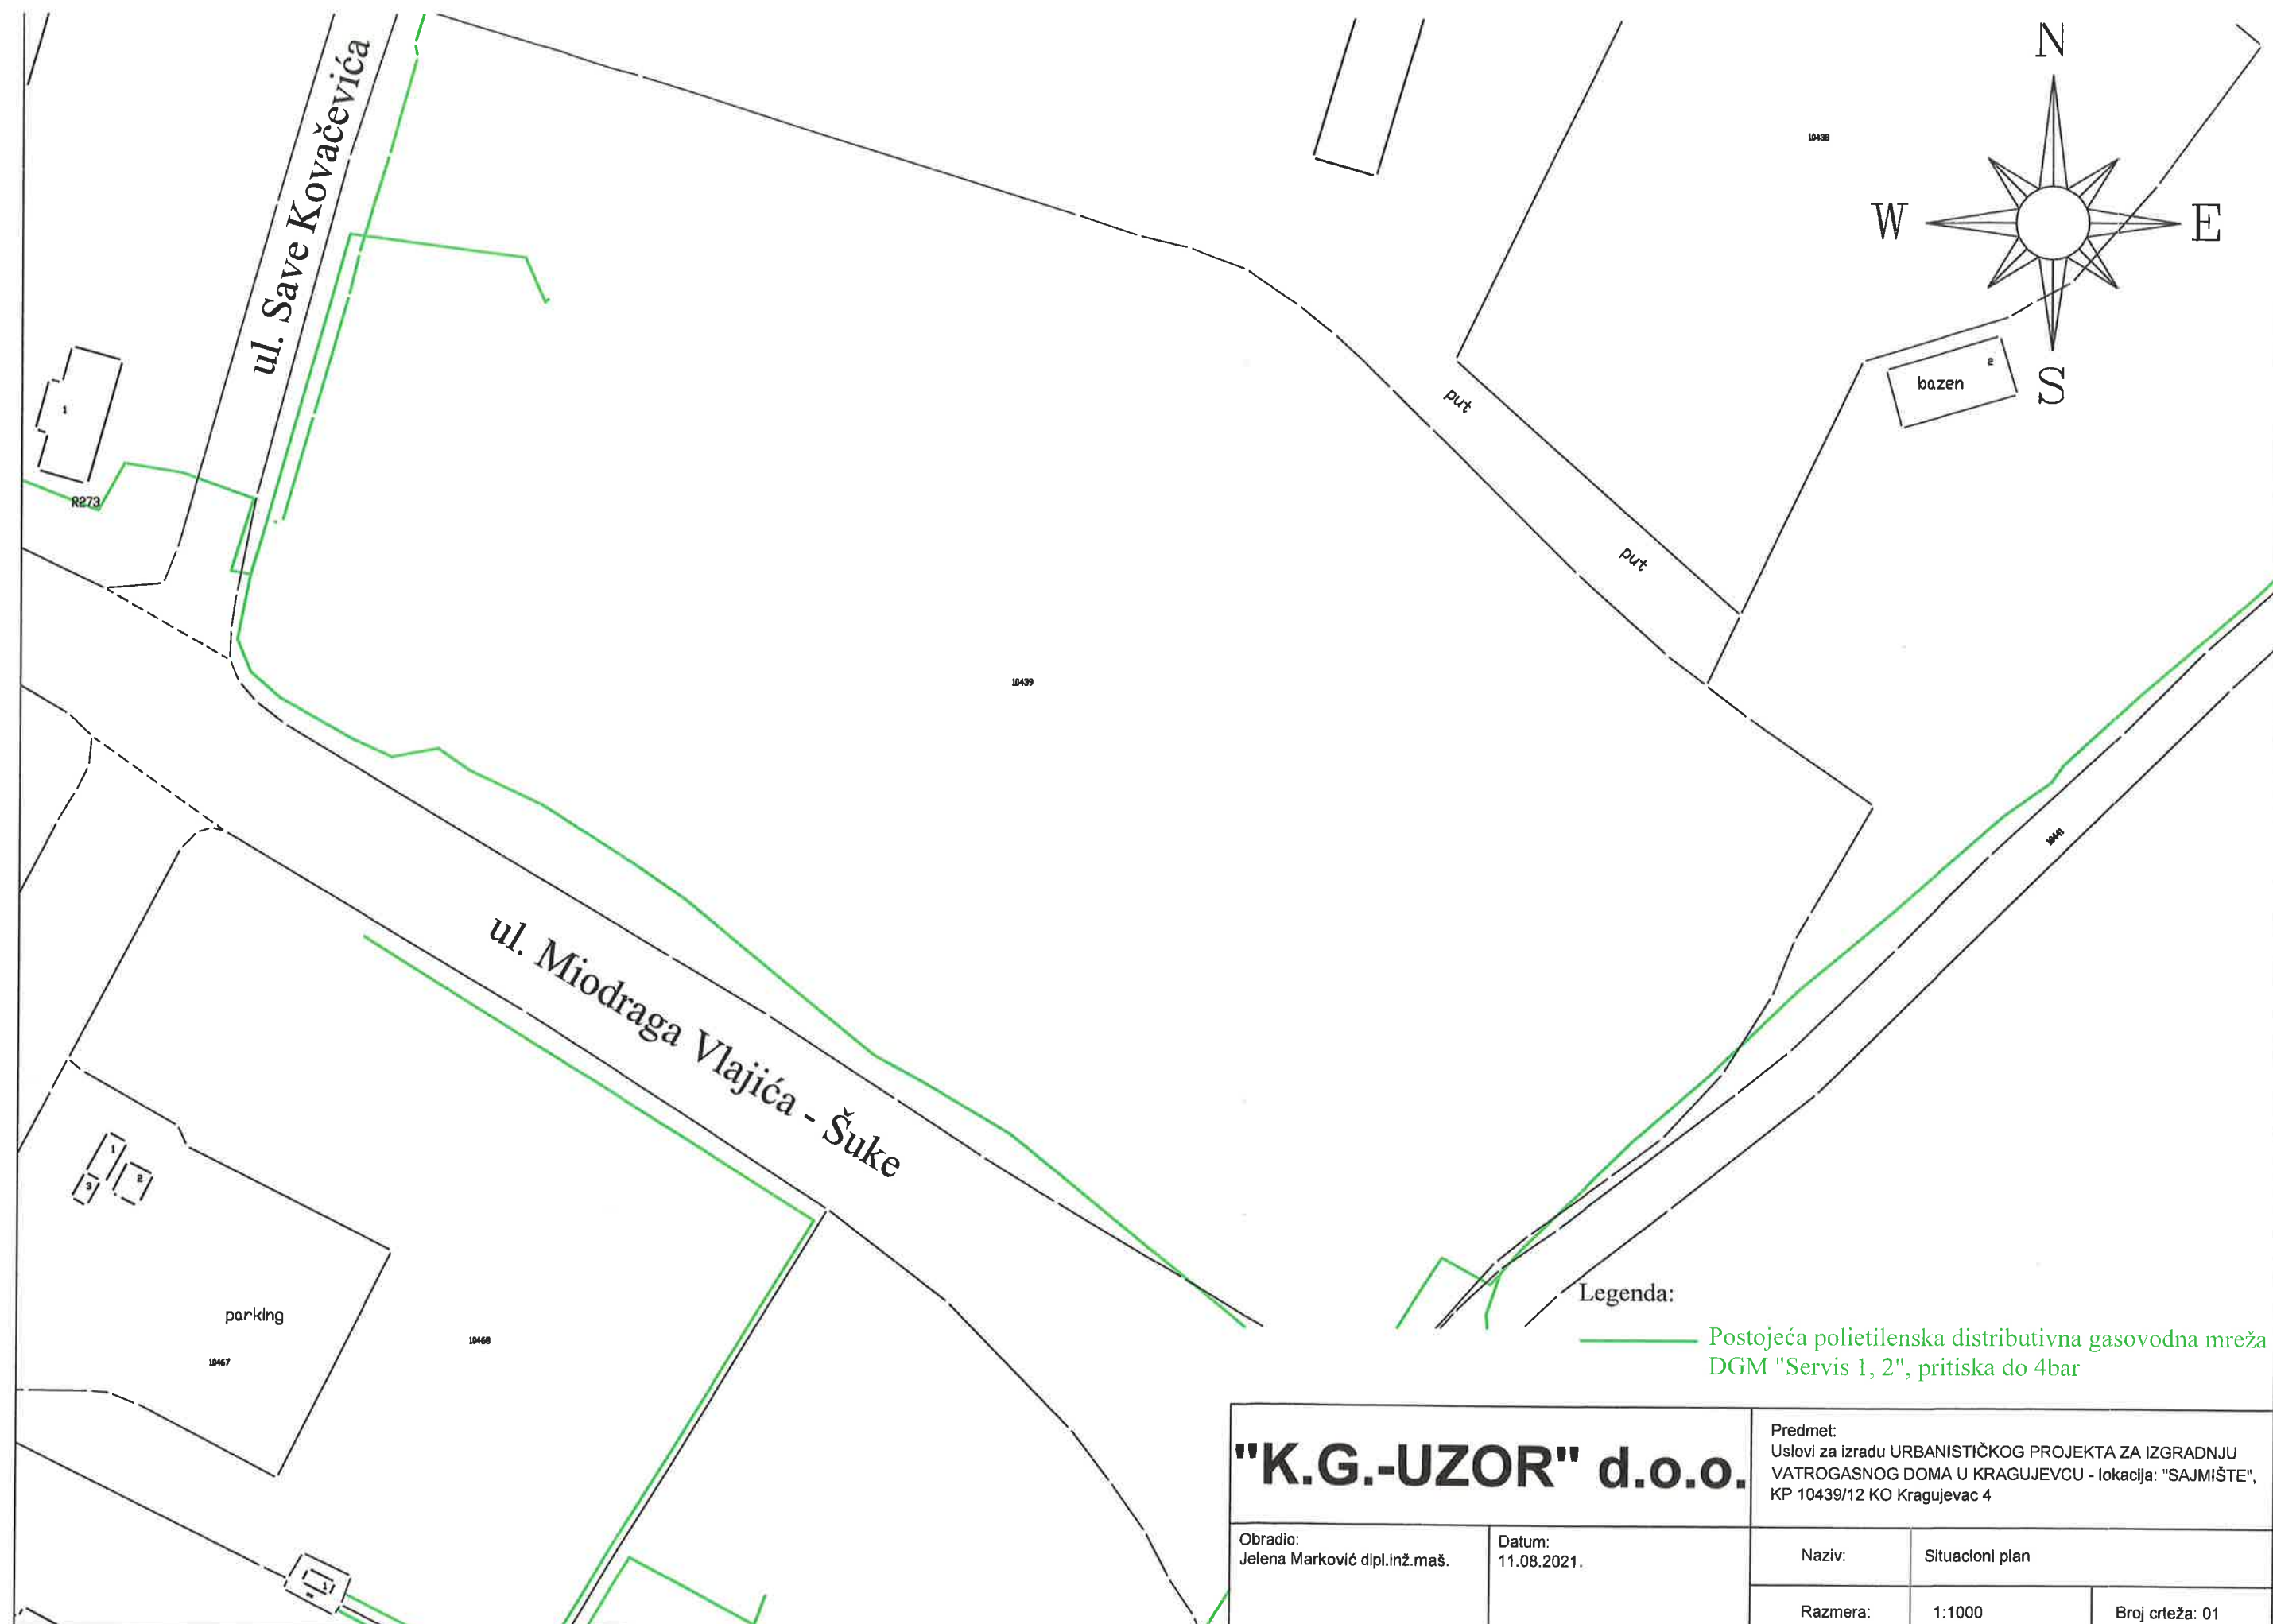 N
ul. Save Kovačevića
10438
W
E
S
2
bazen
put
1
R273
put
10439
10441
ul. Miodraga Vlajića - Šuke
1
2
3
parking
10467
10468
Legenda:
Postojeća polietilenska distributivna gasovodna mreža
DGM "Servis 1, 2", pritiska do 4bar
"K.G.-UZOR" d.o.o.
Predmet:
Uslovi za izradu URBANISTIČKOG PROJEKTA ZA IZGRADNJU
VATROGASNOG DOMA U KRAGUJEVCU - lokacija: "SAJMIŠTE",
KP 10439/12 KO Kragujevac 4
Obradio:
Jelena Marković dipl.inž.maš.
Datum:
11.08.2021.
Naziv:
Situacioni plan
Razmera:
1:1000
Broj crteža: 01